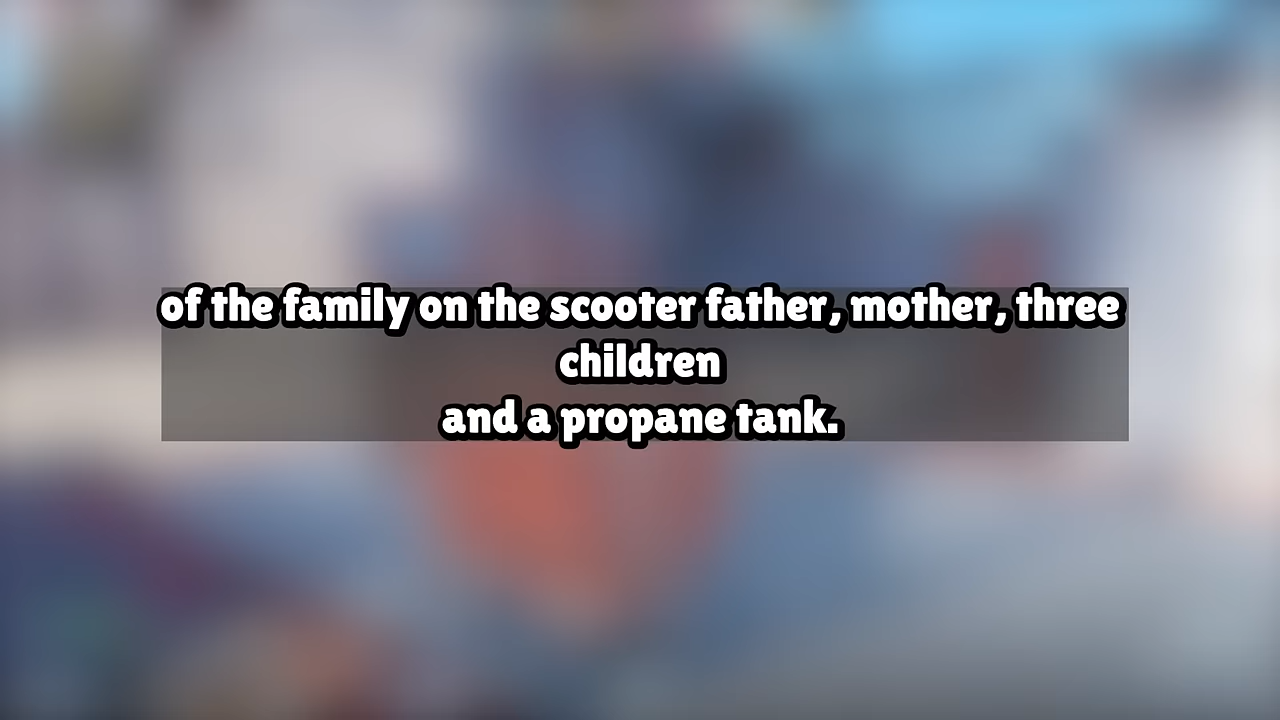 of the family on the scooter father, mother, three
children
and a propane tank.